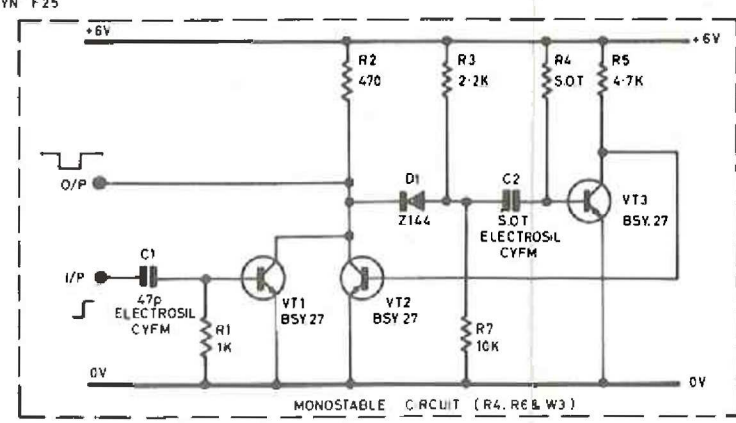 YN F25
+6V
+6V
R2
470
R3
2·2K
R4
S.O.T
R5
4·7K
O/P
D1
Z144
C2
S.O.T
ELECTROSIL
CYFM
VT3
BSY.27
I/P
C1
47p
ELECTROSIL
CYFM
R1
1K
VT1
BSY 27
VT2
BSY 27
R7
10K
0V
0V
MONOSTABLE CIRCUIT (R4. R6 & W3)